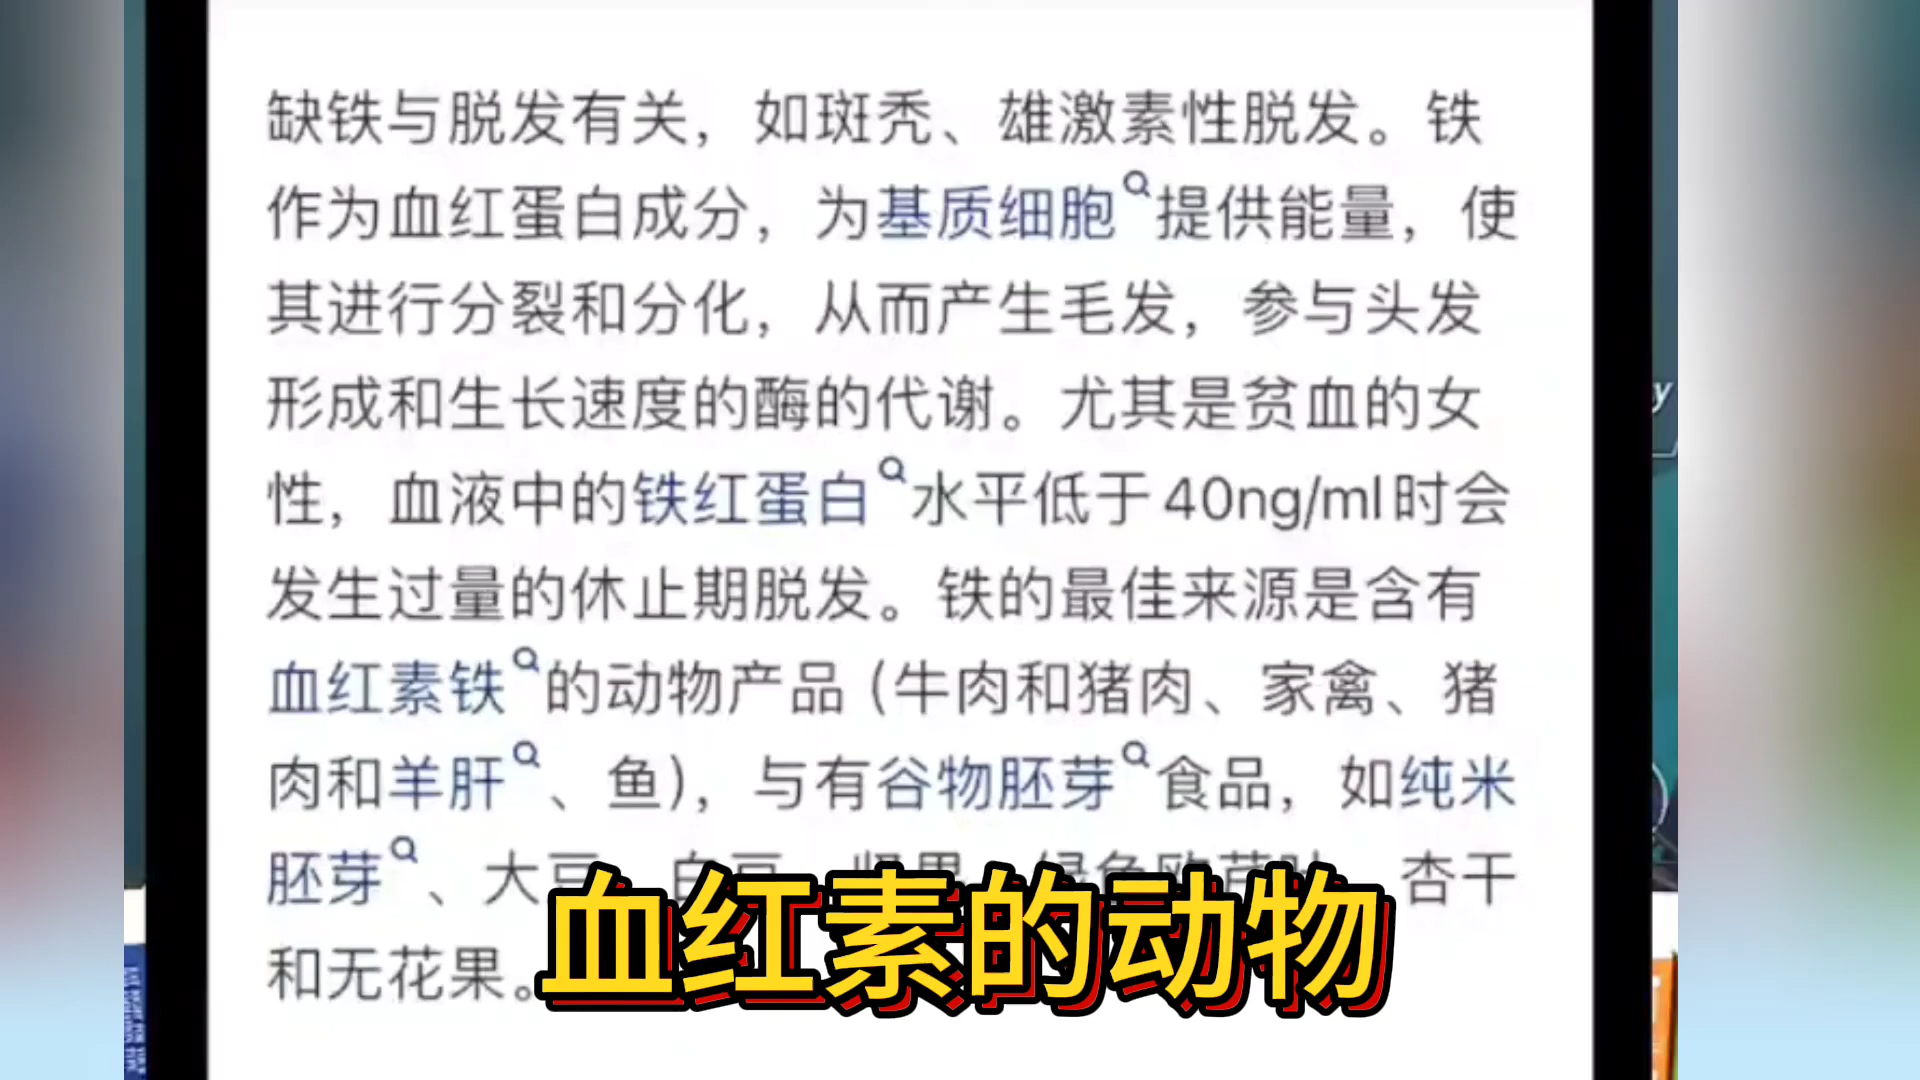 缺铁与脱发有关，如斑秃、雄激素性脱发。铁
作为血红蛋白成分，为基质细胞提供能量，使
其进行分裂和分化，从而产生毛发，参与头发
形成和生长速度的酶的代谢。尤其是贫血的女
性，血液中的铁红蛋白水平低于40ng/ml时会
发生过量的休止期脱发。铁的最佳来源是含有
血红素铁的动物产品（牛肉和猪肉、家禽、猪
肉和羊肝、鱼），与有谷物胚芽食品，如纯米
胚芽、大豆、白豆、坚果、绿色 杏干
和无花果。
血红素的动物